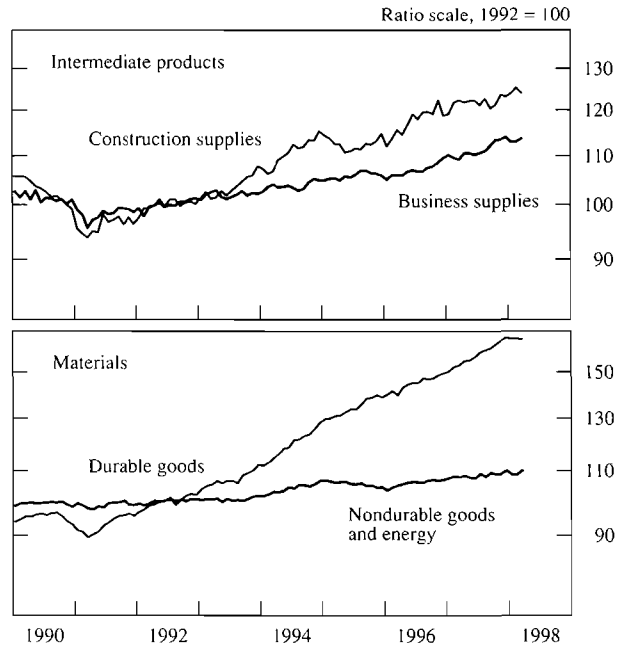 Ratio scale, 1992 = 100
Intermediate products
130
120
Construction supplies
110
Business supplies
100
90
Materials
150
130
Durable goods
110
Nondurable goods
and energy
90
1990 1992 1994 1996 1998